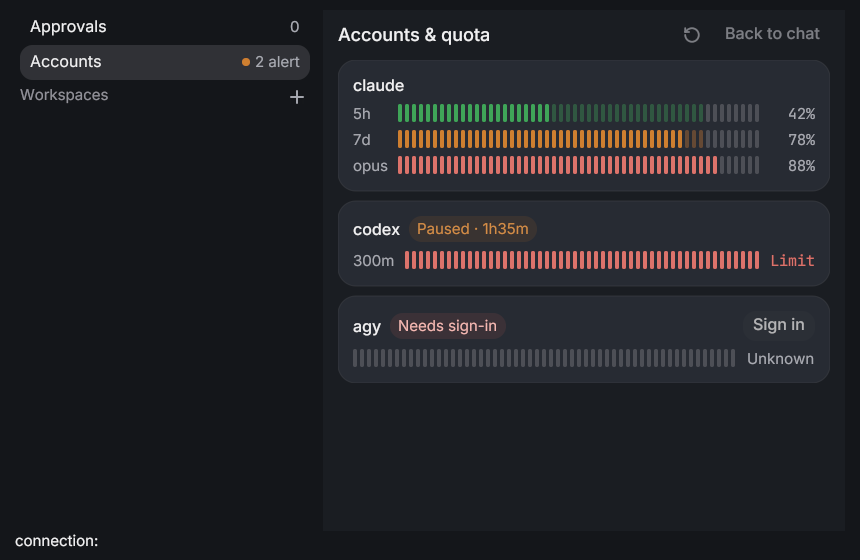 Approvals 0
Accounts 2 alert
Workspaces +
Accounts & quota Back to chat
claude
5h 42%
7d 78%
opus 88%
codex Paused · 1h35m
300m Limit
agy Needs sign-in Sign in
Unknown
connection: